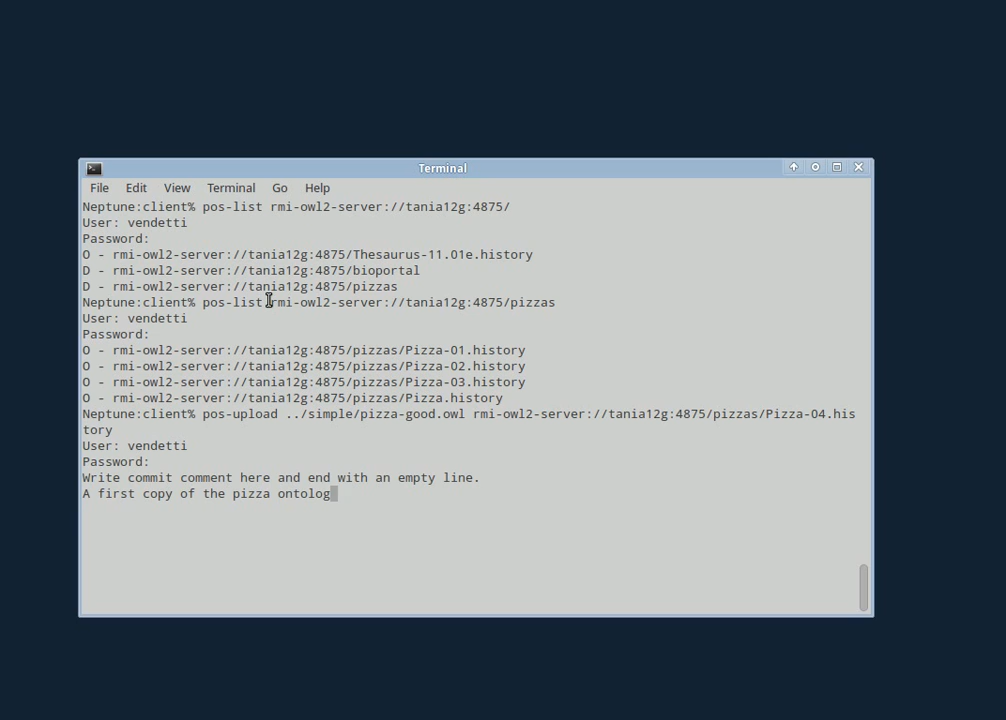 Terminal
File Edit View Terminal Go Help
Neptune:client% pos-list rmi-owl2-server://tania12g:4875/
User: vendetti
Password:
O - rmi-owl2-server://tania12g:4875/Thesaurus-11.01e.history
D - rmi-owl2-server://tania12g:4875/bioportal
D - rmi-owl2-server://tania12g:4875/pizzas
Neptune:client% pos-list rmi-owl2-server://tania12g:4875/pizzas
User: vendetti
Password:
O - rmi-owl2-server://tania12g:4875/pizzas/Pizza-01.history
O - rmi-owl2-server://tania12g:4875/pizzas/Pizza-02.history
O - rmi-owl2-server://tania12g:4875/pizzas/Pizza-03.history
O - rmi-owl2-server://tania12g:4875/pizzas/Pizza.history
Neptune:client% pos-upload ../simple/pizza-good.owl rmi-owl2-server://tania12g:4875/pizzas/Pizza-04.his
tory
User: vendetti
Password:
Write commit comment here and end with an empty line.
A first copy of the pizza ontolog